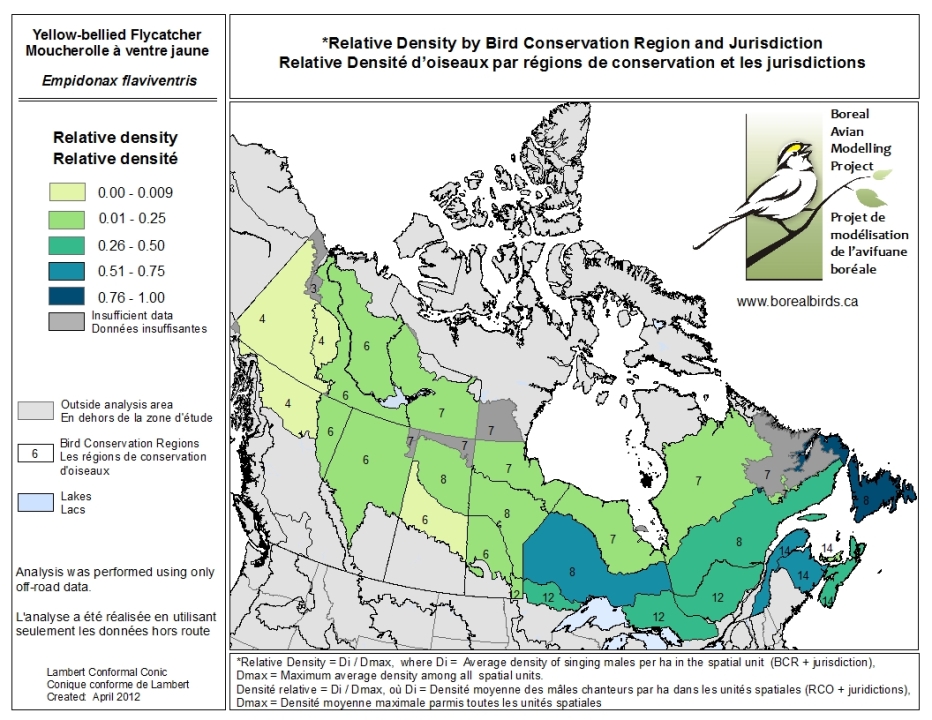 Yellow-bellied Flycatcher
Moucherolle à ventre jaune
Empidonax flaviventris
*Relative Density by Bird Conservation Region and Jurisdiction
Relative Densité d'oiseaux par régions de conservation et les jurisdictions
Relative density
Relative densité
0.00 - 0.009
0.01 - 0.25
0.26 - 0.50
0.51 - 0.75
0.76 - 1.00
Insufficient data
Données insuffisantes
Outside analysis area
En dehors de la zone d'étude
6
Bird Conservation Regions
Les régions de conservation
d'oiseaux
Lakes
Lacs
Analysis was performed using only
off-road data.
L'analyse a été réalisée en utilisant
seulement les données hors route
Lambert Conformal Conic
Conique conforme de Lambert
Created: April 2012
Boreal
Avian
Modelling
Project
Projet de
modélisation
de l'avifuane
boréale
www.borealbirds.ca
3
4
4
6
4
6
7
7
6
7
7
6
8
7
7
7
6
8
8
7
8
6
8
14
14
14
2
12
12
12
14
*Relative Density = Di / Dmax, where Di = Average density of singing males per ha in the spatial unit (BCR + jurisdiction),
Dmax = Maximum average density among all spatial units.
Densité relative = Di / Dmax, où Di = Densité moyenne des mâles chanteurs par ha dans les unités spatiales (RCO + juridictions),
Dmax = Densité moyenne maximale parmis toutes les unités spatiales